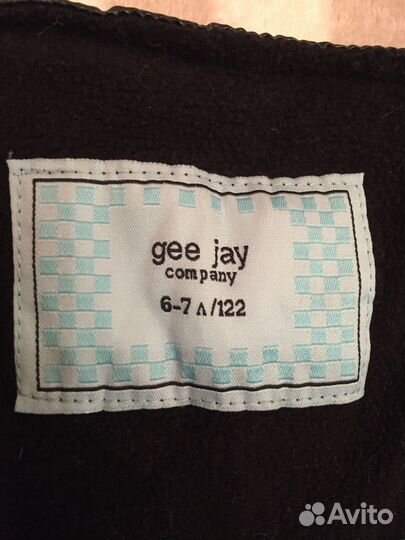 gee jay
company
6-7 л/122
Avito